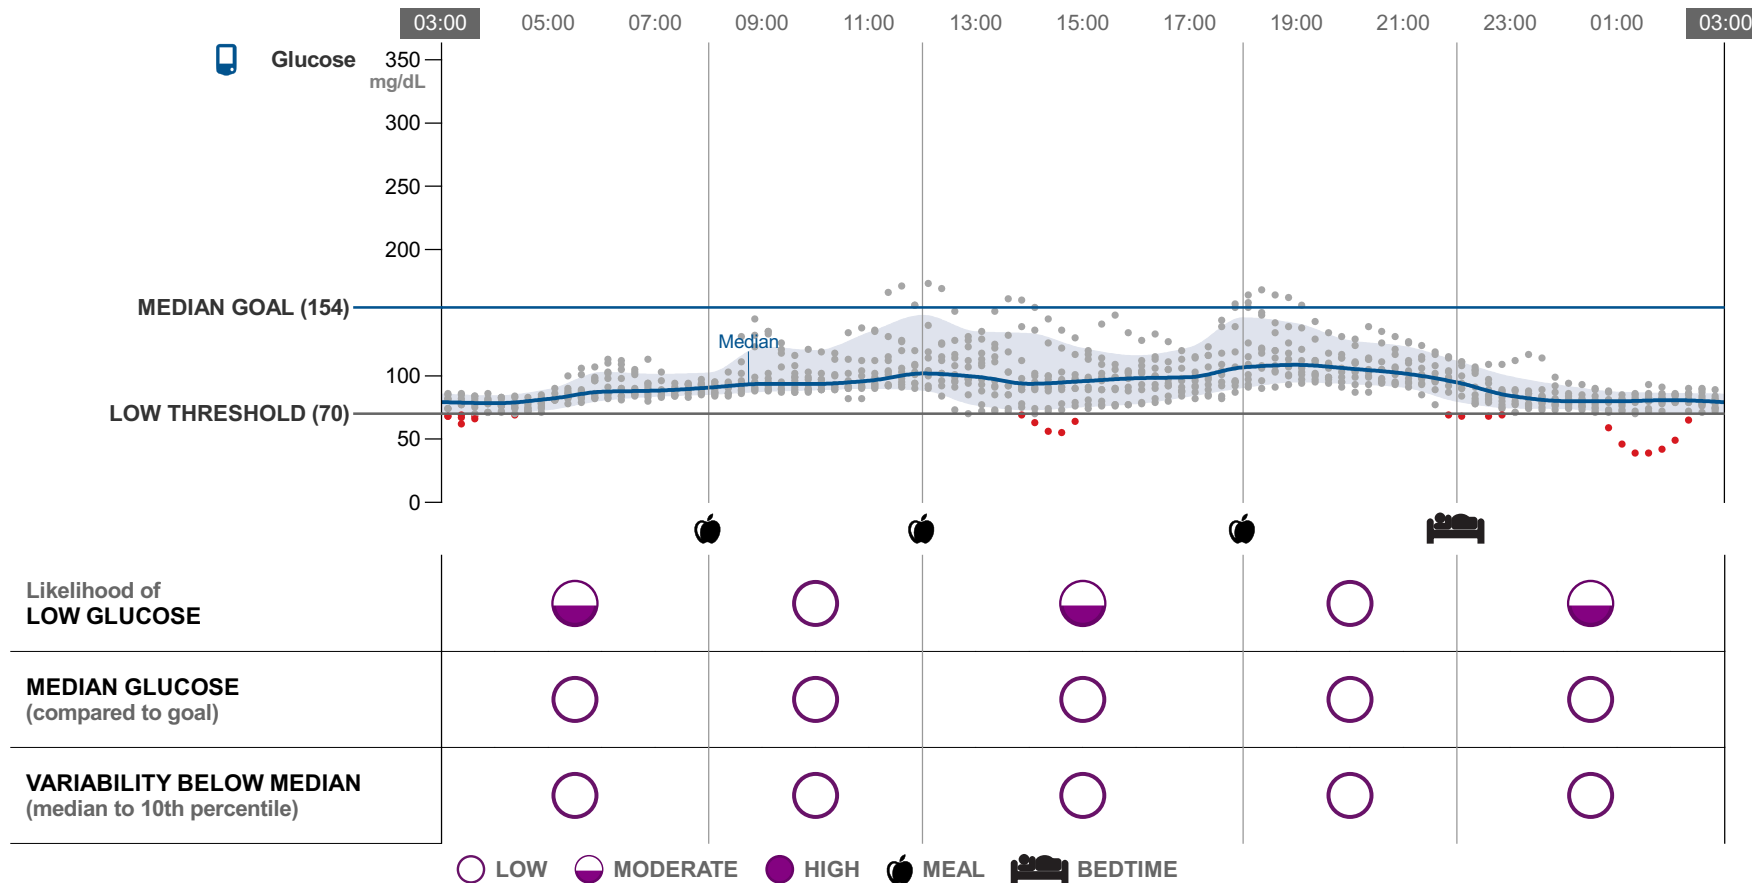 03:00 05:00 07:00 09:00 11:00 13:00 15:00 17:00 19:00 21:00 23:00 01:00 03:00
Glucose 350
mg/dL
300
250
200
MEDIAN GOAL (154)
Median
100
LOW THRESHOLD (70)
50
0
Likelihood of
LOW GLUCOSE
MEDIAN GLUCOSE
(compared to goal)
VARIABILITY BELOW MEDIAN
(median to 10th percentile)
LOW MODERATE HIGH MEAL BEDTIME